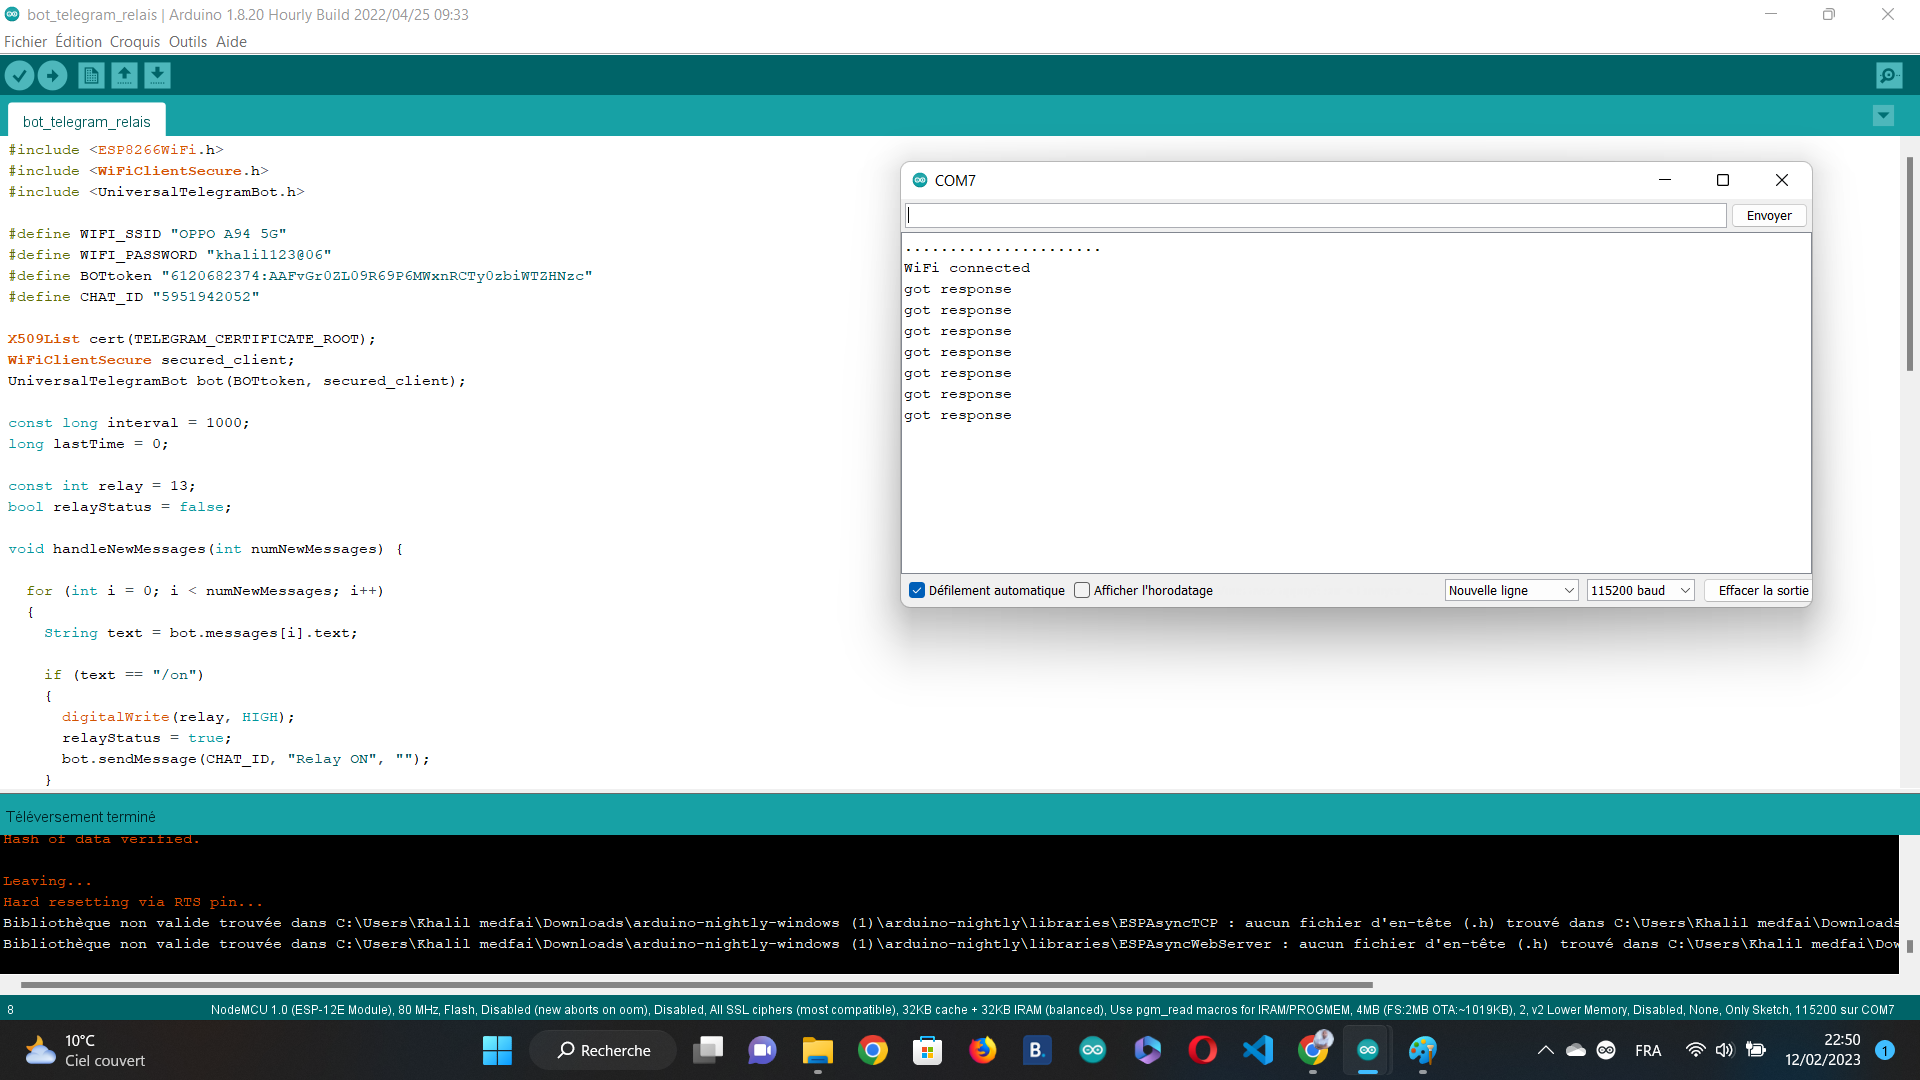 bot_telegram_relais | Arduino 1.8.20 Hourly Build 2022/04/25 09:33
Fichier Édition Croquis Outils Aide
bot_telegram_relais
#include <ESP8266WiFi.h>
#include <WiFiClientSecure.h>
#include <UniversalTelegramBot.h>
#define WIFI_SSID "OPPO A94 5G"
#define WIFI_PASSWORD "khalil123@06"
#define BOTtoken "6120682374:AAFvGr0ZL09R69P6MWxnRCTy0zbiWTZHNzc"
#define CHAT_ID "5951942052"
X509List cert(TELEGRAM_CERTIFICATE_ROOT);
WiFiClientSecure secured_client;
UniversalTelegramBot bot(BOTtoken, secured_client);
const long interval = 1000;
long lastTime = 0;
const int relay = 13;
bool relayStatus = false;
void handleNewMessages(int numNewMessages) {
for (int i = 0; i < numNewMessages; i++)
{
String text = bot.messages[i].text;
if (text == "/on")
{
digitalWrite(relay, HIGH);
relayStatus = true;
bot.sendMessage(CHAT_ID, "Relay ON", "");
}
COM7
Envoyer
......................
WiFi connected
got response
got response
got response
got response
got response
got response
got response
Défilement automatique Afficher l'horodatage Nouvelle ligne 115200 baud Effacer la sortie
Téléversement terminé
Hash of data verified.
Leaving...
Hard resetting via RTS pin...
Bibliothèque non valide trouvée dans C:\Users\Khalil medfai\Downloads\arduino-nightly-windows (1)\arduino-nightly\libraries\ESPAsyncTCP : aucun fichier d'en-tête (.h) trouvé dans C:\Users\Khalil medfai\Downloads
Bibliothèque non valide trouvée dans C:\Users\Khalil medfai\Downloads\arduino-nightly-windows (1)\arduino-nightly\libraries\ESPAsyncWebServer : aucun fichier d'en-tête (.h) trouvé dans C:\Users\Khalil medfai\Dow
8 NodeMCU 1.0 (ESP-12E Module), 80 MHz, Flash, Disabled (new aborts on oom), Disabled, All SSL ciphers (most compatible), 32KB cache + 32KB IRAM (balanced), Use pgm_read macros for IRAM/PROGMEM, 4MB (FS:2MB OTA:~1019KB), 2, v2 Lower Memory, Disabled, None, Only Sketch, 115200 sur COM7
10°C
Ciel couvert
Recherche
B.
FRA
22:50
12/02/2023
1